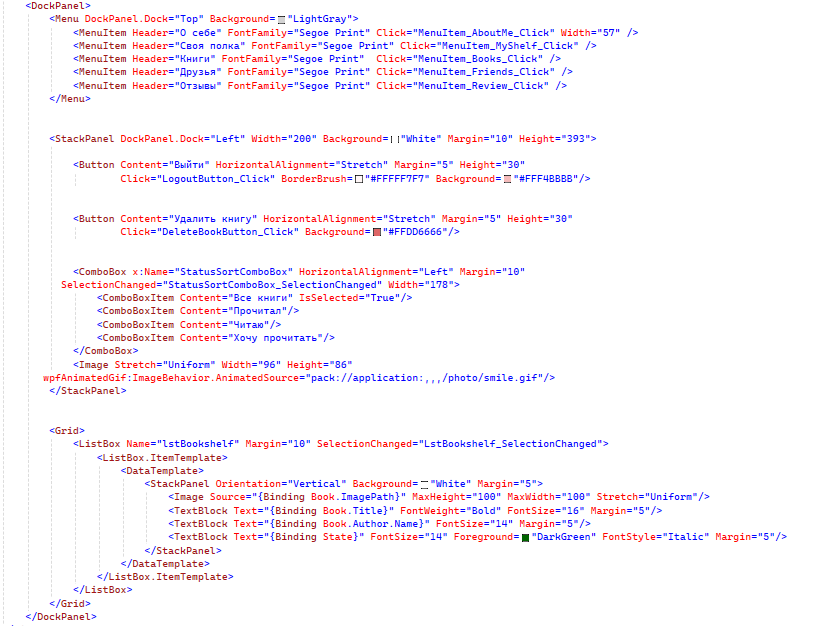 <DockPanel>
<Menu DockPanel.Dock="Top" Background="LightGray">
<MenuItem Header="О себе" FontFamily="Segoe Print" Click="MenuItem_AboutMe_Click" Width="57" />
<MenuItem Header="Своя полка" FontFamily="Segoe Print" Click="MenuItem_MyShelf_Click" />
<MenuItem Header="Книги" FontFamily="Segoe Print"  Click="MenuItem_Books_Click" />
<MenuItem Header="Друзья" FontFamily="Segoe Print" Click="MenuItem_Friends_Click" />
<MenuItem Header="Отзывы" FontFamily="Segoe Print" Click="MenuItem_Review_Click" />
</Menu>
<StackPanel DockPanel.Dock="Left" Width="200" Background="White" Margin="10" Height="393">
<Button Content="Выйти" HorizontalAlignment="Stretch" Margin="5" Height="30"
Click="LogoutButton_Click" BorderBrush="#FFFFF7F7" Background="#FFF4BBBB"/>
<Button Content="Удалить книгу" HorizontalAlignment="Stretch" Margin="5" Height="30"
Click="DeleteBookButton_Click" Background="#FFDD6666"/>
<ComboBox x:Name="StatusSortComboBox" HorizontalAlignment="Left" Margin="10"
SelectionChanged="StatusSortComboBox_SelectionChanged" Width="178">
<ComboBoxItem Content="Все книги" IsSelected="True"/>
<ComboBoxItem Content="Прочитал"/>
<ComboBoxItem Content="Читаю"/>
<ComboBoxItem Content="Хочу прочитать"/>
</ComboBox>
<Image Stretch="Uniform" Width="96" Height="86"
wpfAnimatedGif:ImageBehavior.AnimatedSource="pack://application:,,,/photo/smile.gif"/>
</StackPanel>
<Grid>
<ListBox Name="lstBookshelf" Margin="10" SelectionChanged="LstBookshelf_SelectionChanged">
<ListBox.ItemTemplate>
<DataTemplate>
<StackPanel Orientation="Vertical" Background="White" Margin="5">
<Image Source="{Binding Book.ImagePath}" MaxHeight="100" MaxWidth="100" Stretch="Uniform"/>
<TextBlock Text="{Binding Book.Title}" FontWeight="Bold" FontSize="16" Margin="5"/>
<TextBlock Text="{Binding Book.Author.Name}" FontSize="14" Margin="5"/>
<TextBlock Text="{Binding State}" FontSize="14" Foreground="DarkGreen" FontStyle="Italic" Margin="5"/>
</StackPanel>
</DataTemplate>
</ListBox.ItemTemplate>
</ListBox>
</Grid>
</DockPanel>